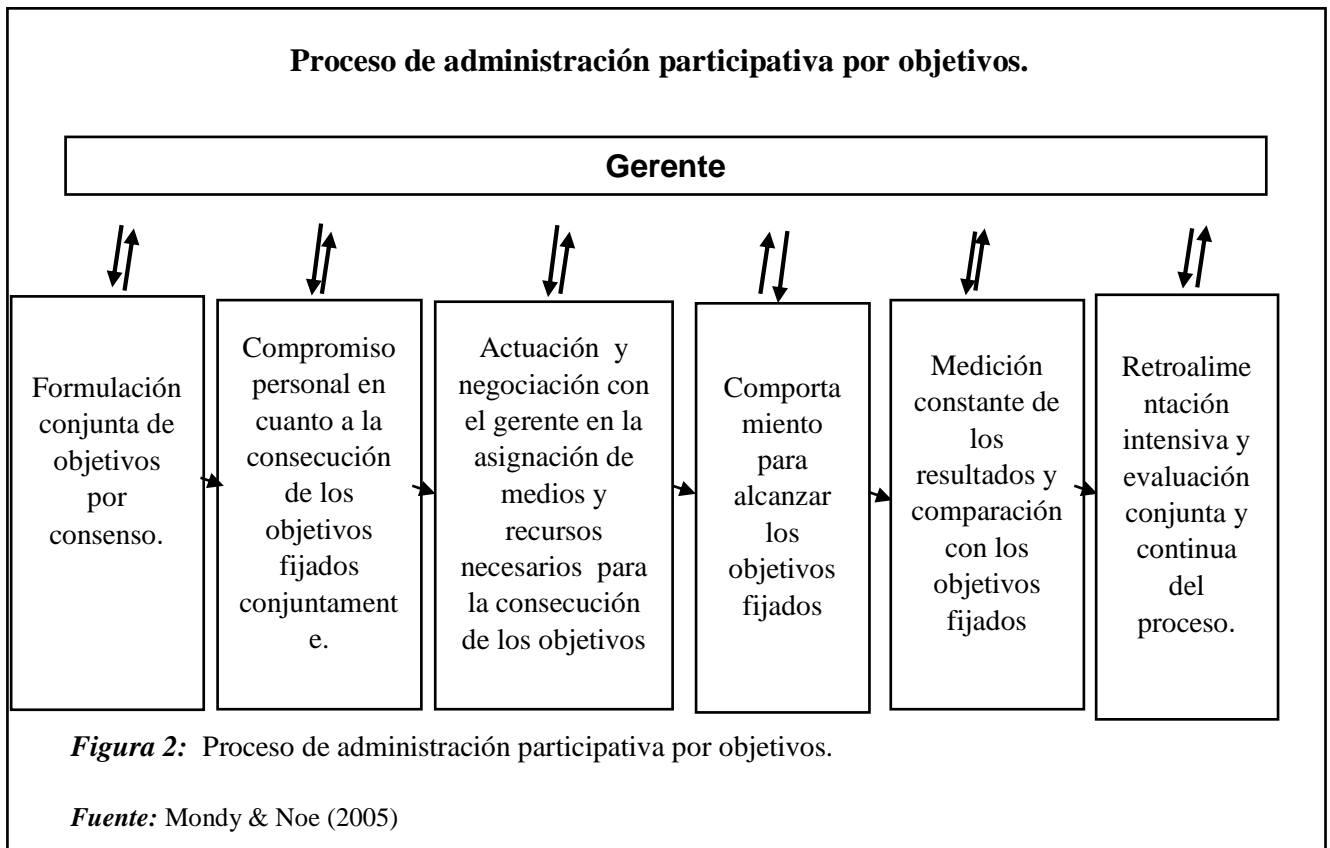 Proceso de administración participativa por objetivos.
Gerente
Formulación
conjunta de
objetivos
por
consenso.
Compromiso
personal en
cuanto a la
consecución
de los
objetivos
fijados
conjuntament
e.
Actuación y
negociación con
el gerente en la
asignación de
medios y
recursos
necesarios para
la consecución
de los objetivos
Comporta
miento
para
alcanzar
los
objetivos
fijados
Medición
constante de
los
resultados y
comparación
con los
objetivos
fijados
Retroalime
ntación
intensiva y
evaluación
conjunta y
continua
del
proceso.
Figura 2: Proceso de administración participativa por objetivos.
Fuente: Mondy & Noe (2005)